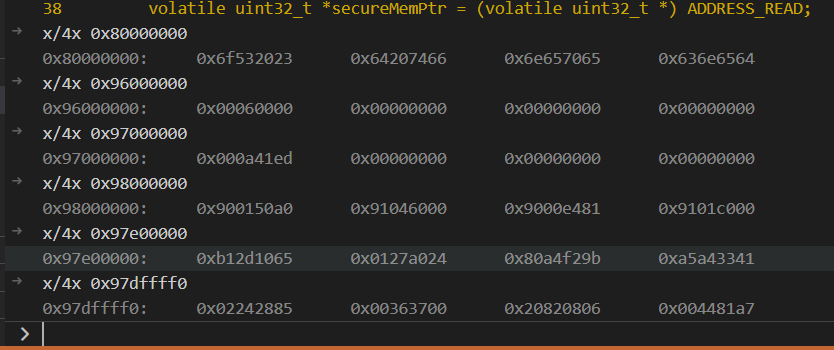 38 volatile uint32_t *secureMemPtr = (volatile uint32_t *) ADDRESS_READ;
→ x/4x 0x80000000
0x80000000: 0x6f532023 0x64207466 0x6e657065 0x636e6564
→ x/4x 0x96000000
0x96000000: 0x00060000 0x00000000 0x00000000 0x00000000
→ x/4x 0x97000000
0x97000000: 0x000a41ed 0x00000000 0x00000000 0x00000000
→ x/4x 0x98000000
0x98000000: 0x900150a0 0x91046000 0x9000e481 0x9101c000
→ x/4x 0x97e00000
0x97e00000: 0xb12d1065 0x0127a024 0x80a4f29b 0xa5a43341
→ x/4x 0x97dffff0
0x97dffff0: 0x02242885 0x00363700 0x20820806 0x004481a7
>